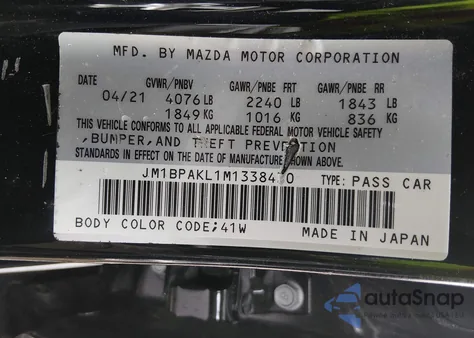 MFD. BY MAZDA MOTOR CORPORATION
DATE GVWR/PNBV GAWR/PNBE FRT GAWR/PNBE RR
04/21 4076 LB 2240 LB 1843 LB
1849 KG 1016 KG 836 KG
THIS VEHICLE CONFORMS TO ALL APPLICABLE FEDERAL MOTOR VEHICLE SAFETY
,BUMPER,AND THEFT PREVENTION
STANDARDS IN EFFECT ON THE DATE OF MANUFACTURE SHOWN ABOVE.
TYPE: PASS CAR
BODY COLOR CODE;41W MADE IN JAPAN
autoSnap